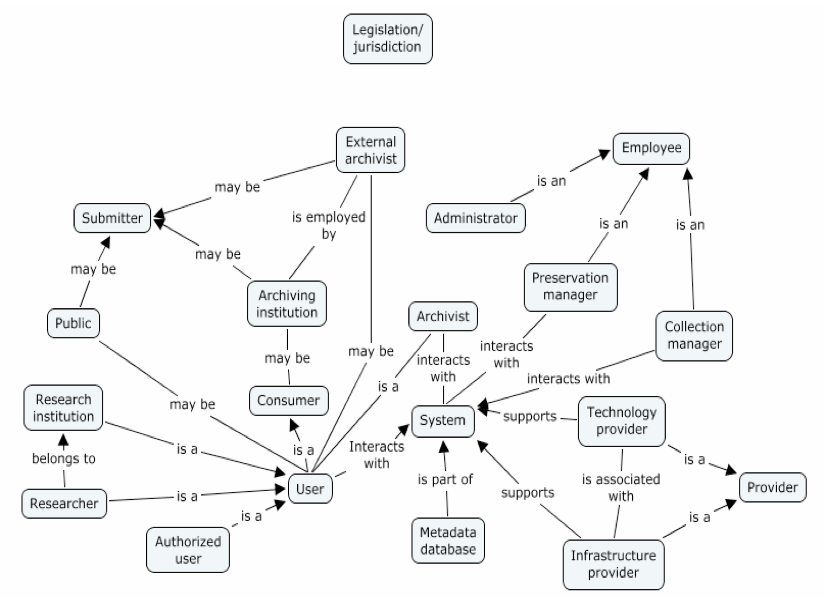 Legislation/
jurisdiction
External
archivist
Employee
is an
may be
Submitter
is employed
by
Administrator
is an
is an
may be
may be
Preservation
manager
Archiving
institution
Public
Archivist
Collection
manager
may be
may be
interacts
with
interacts
with
interacts with
is a
Research
institution
may be
Consumer
System
supports
Technology
provider
is a
is a
Interacts
with
belongs to
is a
is part of
is associated
with
Provider
Researcher
is a
User
supports
is a
is a
Authorized
user
Metadata
database
Infrastructure
provider